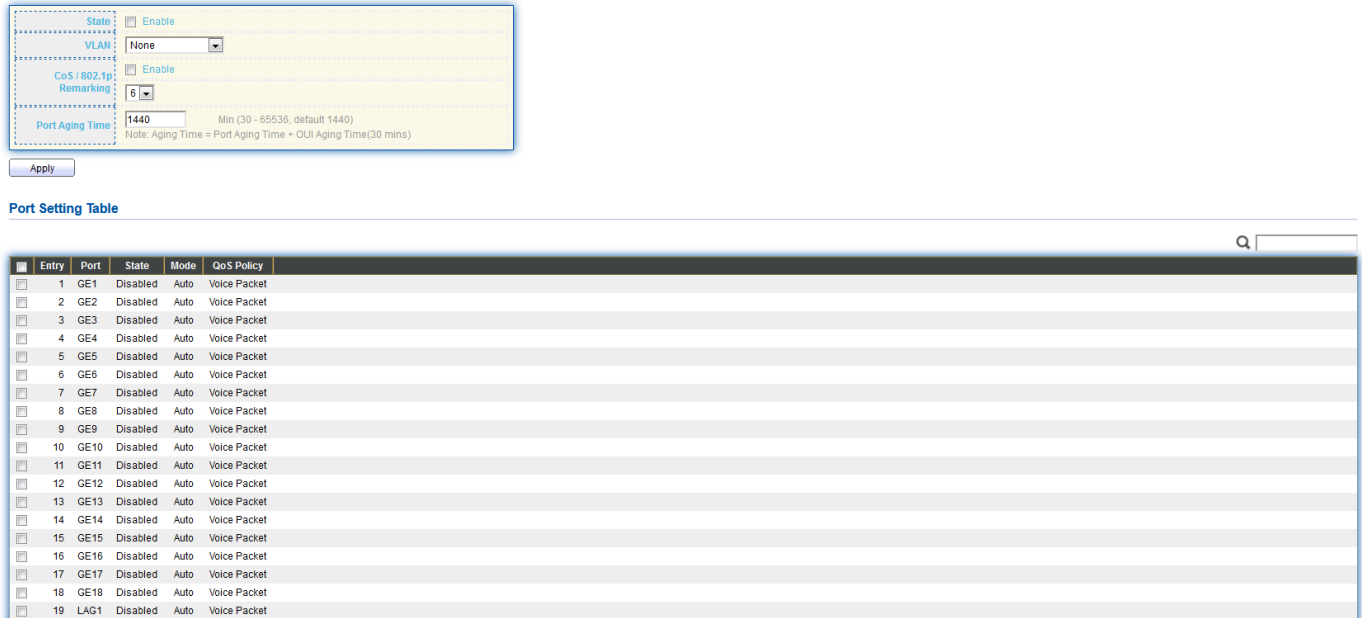 State Enable
VLAN None
CoS / 802.1p Remarking Enable
6
Port Aging Time 1440 Min (30 - 65536, default 1440)
Note: Aging Time = Port Aging Time + OUI Aging Time(30 mins)
Apply
Port Setting Table
Entry Port State Mode QoS Policy
1 GE1 Disabled Auto Voice Packet
2 GE2 Disabled Auto Voice Packet
3 GE3 Disabled Auto Voice Packet
4 GE4 Disabled Auto Voice Packet
5 GE5 Disabled Auto Voice Packet
6 GE6 Disabled Auto Voice Packet
7 GE7 Disabled Auto Voice Packet
8 GE8 Disabled Auto Voice Packet
9 GE9 Disabled Auto Voice Packet
10 GE10 Disabled Auto Voice Packet
11 GE11 Disabled Auto Voice Packet
12 GE12 Disabled Auto Voice Packet
13 GE13 Disabled Auto Voice Packet
14 GE14 Disabled Auto Voice Packet
15 GE15 Disabled Auto Voice Packet
16 GE16 Disabled Auto Voice Packet
17 GE17 Disabled Auto Voice Packet
18 GE18 Disabled Auto Voice Packet
19 LAG1 Disabled Auto Voice Packet